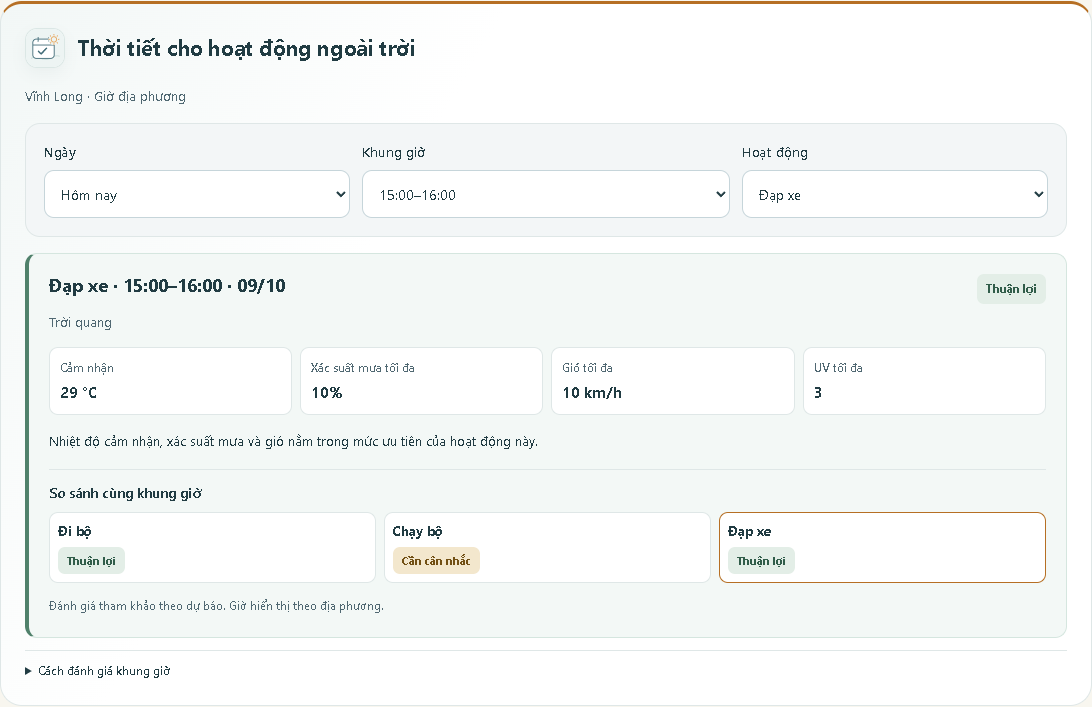 Thời tiết cho hoạt động ngoài trời
Vĩnh Long · Giờ địa phương
Ngày
Khung giờ
Hoạt động
Hôm nay
15:00–16:00
Đạp xe
Đạp xe · 15:00–16:00 · 09/10
Thuận lợi
Trời quang
Cảm nhận
29 °C
Xác suất mưa tối đa
10%
Gió tối đa
10 km/h
UV tối đa
3
Nhiệt độ cảm nhận, xác suất mưa và gió nằm trong mức ưu tiên của hoạt động này.
So sánh cùng khung giờ
Đi bộ
Thuận lợi
Chạy bộ
Cần cân nhắc
Đạp xe
Thuận lợi
Đánh giá tham khảo theo dự báo. Giờ hiển thị theo địa phương.
Cách đánh giá khung giờ